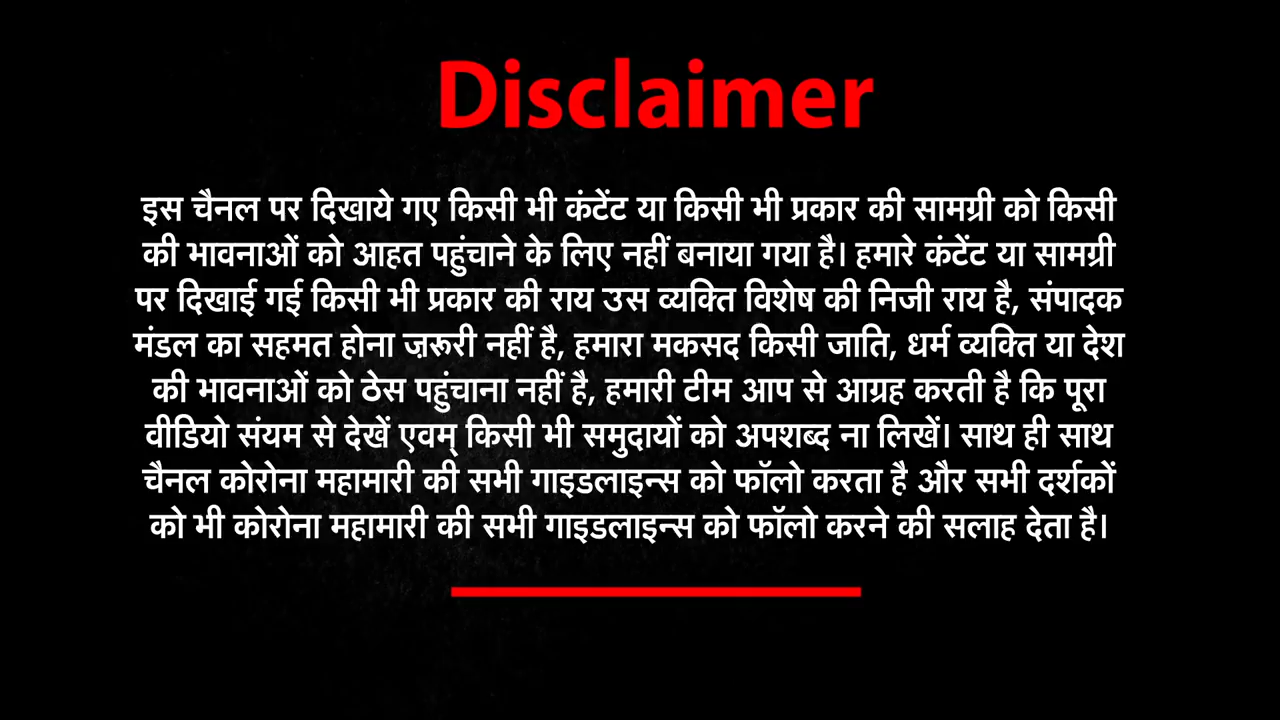 Disclaimer
इस चैनल पर दिखाये गए किसी भी कंटेंट या किसी भी प्रकार की सामग्री को किसी
की भावनाओं को आहत पहुंचाने के लिए नहीं बनाया गया है। हमारे कंटेंट या सामग्री
पर दिखाई गई किसी भी प्रकार की राय उस व्यक्ति विशेष की निजी राय है, संपादक
मंडल का सहमत होना ज़रूरी नहीं है, हमारा मकसद किसी जाति, धर्म व्यक्ति या देश
की भावनाओं को ठेस पहुंचाना नहीं है, हमारी टीम आप से आग्रह करती है कि पूरा
वीडियो संयम से देखें एवम् किसी भी समुदायों को अपशब्द ना लिखें। साथ ही साथ
चैनल कोरोना महामारी की सभी गाइडलाइन्स को फॉलो करता है और सभी दर्शकों
को भी कोरोना महामारी की सभी गाइडलाइन्स को फॉलो करने की सलाह देता है।